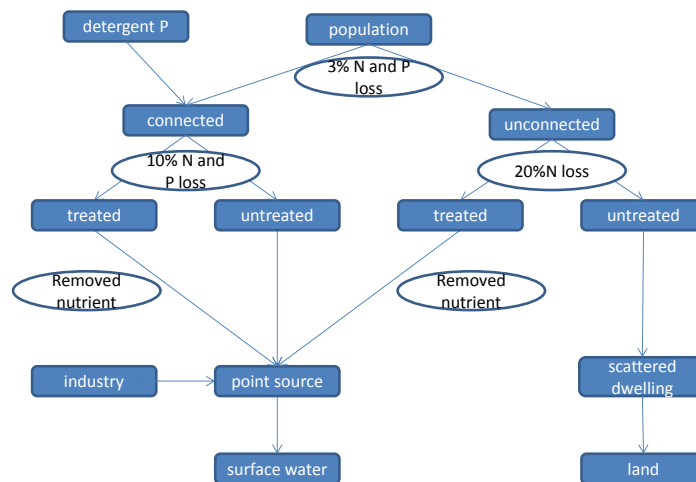 detergent P
population
3% N and P
loss
connected
unconnected
10% N and
P loss
20%N loss
treated
untreated
treated
untreated
Removed
nutrient
Removed
nutrient
industry
point source
scattered
dwelling
surface water
land